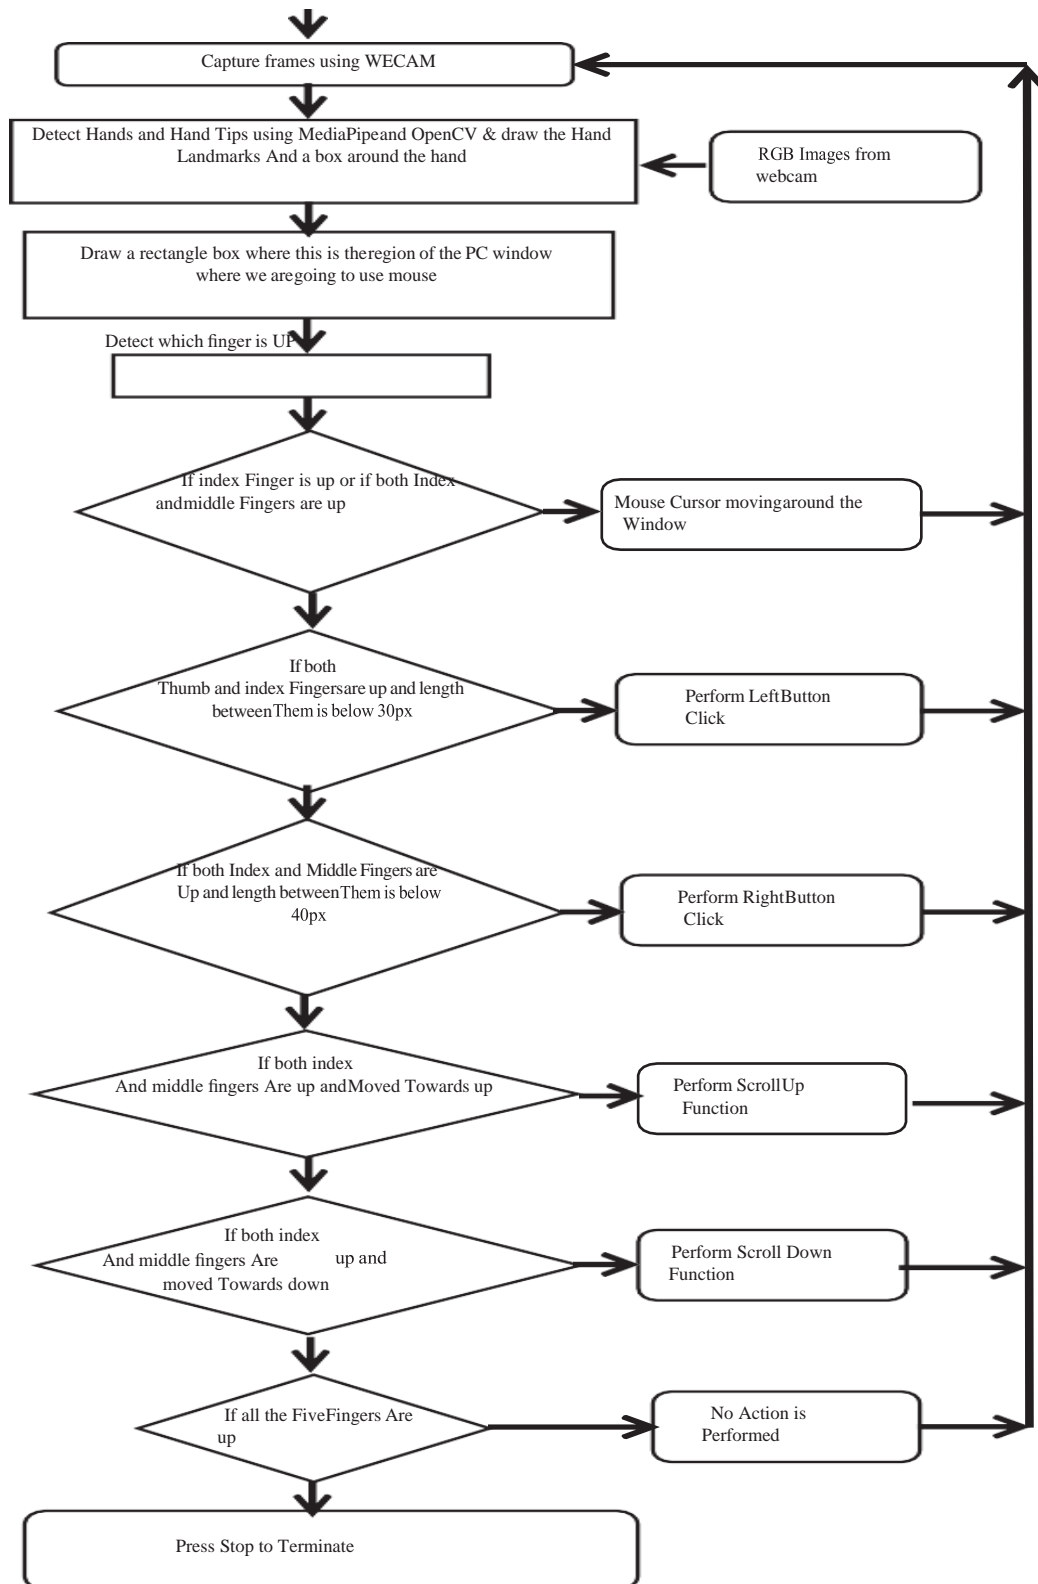 Capture frames using WECAM
Detect Hands and Hand Tips using MediaPipeand OpenCV & draw the Hand
Landmarks And a box around the hand
RGB Images from
webcam
Draw a rectangle box where this is theregion of the PC window
where we aregoing to use mouse
Detect which finger is UP
If index Finger is up or if both Index
andmiddle Fingers are up
Mouse Cursor movingaround the
Window
If both
Thumb and index Fingersare up and length
betweenThem is below 30px
Perform LeftButton
Click
If both Index and Middle Fingers are
Up and length betweenThem is below
40px
Perform RightButton
Click
If both index
And middle fingers Are up andMoved Towards up
Perform ScrollUp
Function
If both index
And middle fingers Are up and
moved Towards down
Perform Scroll Down
Function
If all the FiveFingers Are
up
No Action is
Performed
Press Stop to Terminate